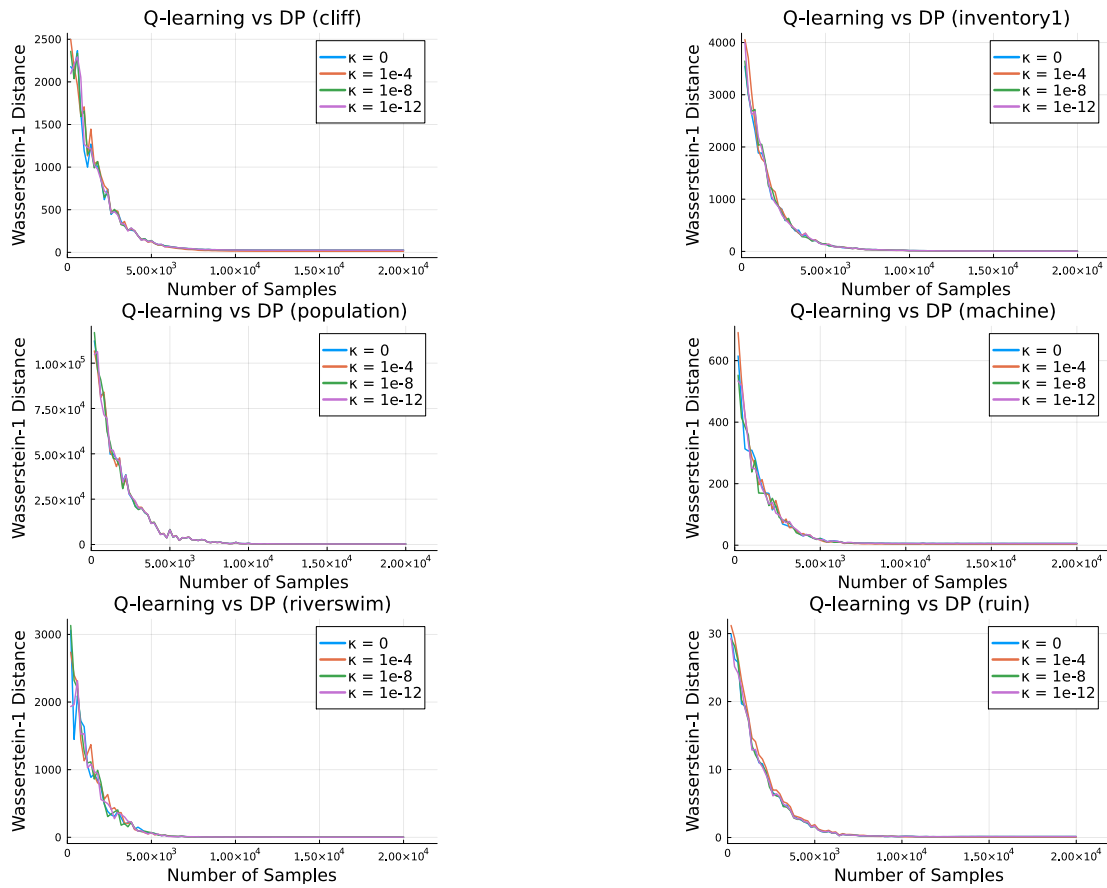 Q-learning vs DP (cliff)
Wasserstein-1 Distance
2500
2000
1500
1000
500
0
κ = 0
κ = 1e-4
κ = 1e-8
κ = 1e-12
0
5.00×10³
1.00×10⁴
1.50×10⁴
2.00×10⁴
Number of Samples
Q-learning vs DP (inventory1)
Wasserstein-1 Distance
4000
3000
2000
1000
0
κ = 0
κ = 1e-4
κ = 1e-8
κ = 1e-12
0
5.00×10³
1.00×10⁴
1.50×10⁴
2.00×10⁴
Number of Samples
Q-learning vs DP (population)
Wasserstein-1 Distance
1.00×10⁵
7.50×10⁴
5.00×10⁴
2.50×10⁴
0
κ = 0
κ = 1e-4
κ = 1e-8
κ = 1e-12
0
5.00×10³
1.00×10⁴
1.50×10⁴
2.00×10⁴
Number of Samples
Q-learning vs DP (machine)
Wasserstein-1 Distance
600
400
200
0
κ = 0
κ = 1e-4
κ = 1e-8
κ = 1e-12
0
5.00×10³
1.00×10⁴
1.50×10⁴
2.00×10⁴
Number of Samples
Q-learning vs DP (riverswim)
Wasserstein-1 Distance
3000
2000
1000
0
κ = 0
κ = 1e-4
κ = 1e-8
κ = 1e-12
0
5.00×10³
1.00×10⁴
1.50×10⁴
2.00×10⁴
Number of Samples
Q-learning vs DP (ruin)
Wasserstein-1 Distance
30
20
10
0
κ = 0
κ = 1e-4
κ = 1e-8
κ = 1e-12
0
5.00×10³
1.00×10⁴
1.50×10⁴
2.00×10⁴
Number of Samples